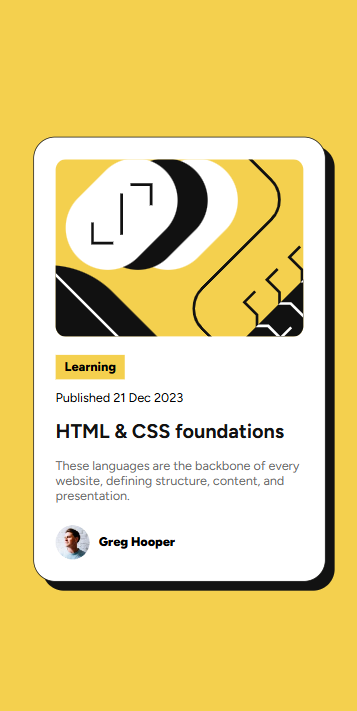 Learning
Published 21 Dec 2023
HTML & CSS foundations
These languages are the backbone of every
website, defining structure, content, and
presentation.
Greg Hooper